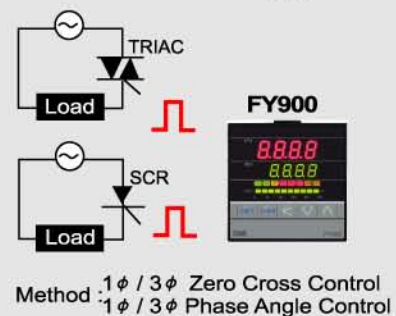 TRIAC
Load
FY900
8.8.8.8
8.8.8.8
SCR
Load
Method : 1ϕ / 3ϕ Zero Cross Control
1ϕ / 3ϕ Phase Angle Control